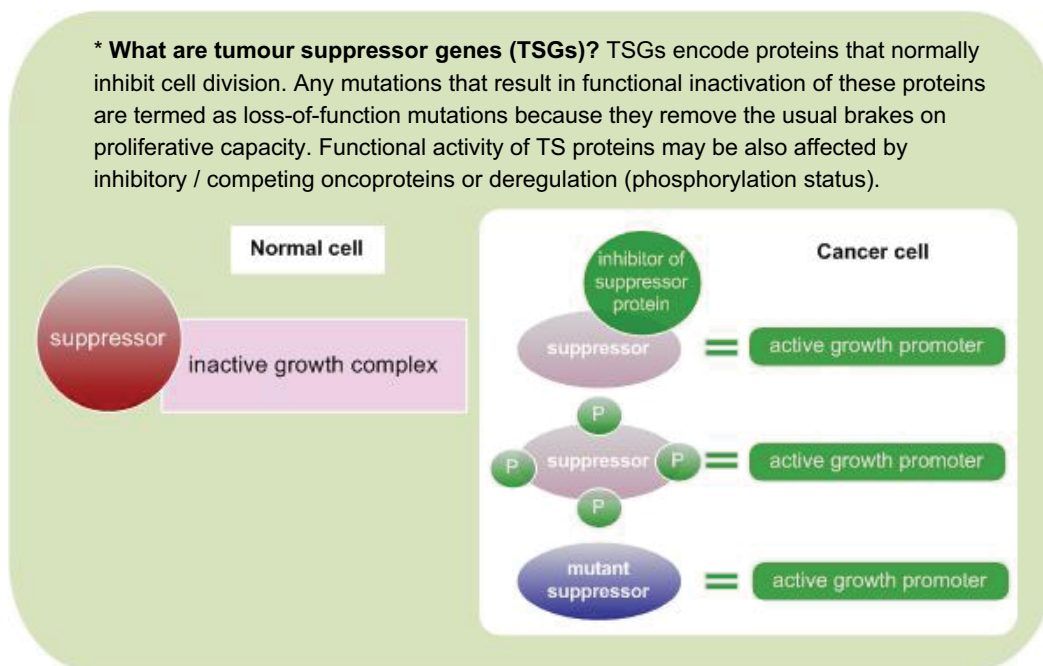 * What are tumour suppressor genes (TSGs)? TSGs encode proteins that normally
inhibit cell division. Any mutations that result in functional inactivation of these proteins
are termed as loss-of-function mutations because they remove the usual brakes on
proliferative capacity. Functional activity of TS proteins may be also affected by
inhibitory / competing oncoproteins or deregulation (phosphorylation status).
Normal cell
suppressor
inactive growth complex
Cancer cell
inhibitor of
suppressor
protein
suppressor
=
active growth promoter
P
P
suppressor
P
P
=
active growth promoter
mutant
suppressor
=
active growth promoter